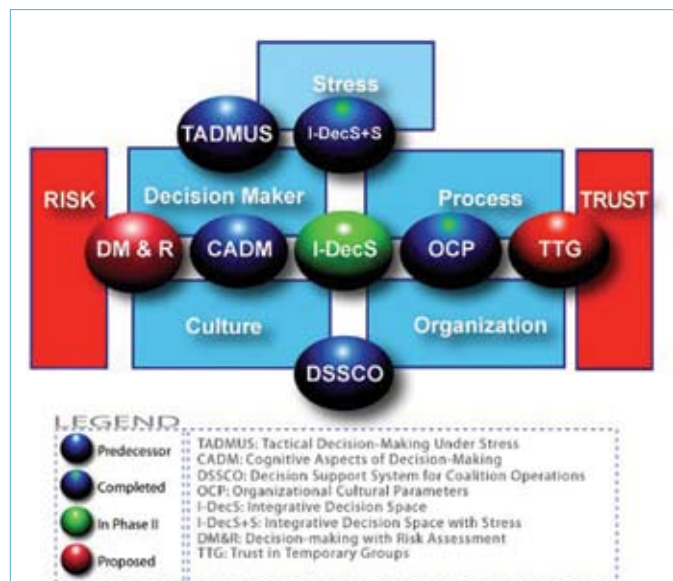 Stress
TADMUS I-DecS+S
RISK Decision Maker Process TRUST
DM & R CADM I-DecS OCP TTG
Culture Organization
DSSCO
LEGEND
Predecessor
Completed
In Phase II
Proposed
TADMUS: Tactical Decision-Making Under Stress
CADM: Cognitive Aspects of Decision-Making
DSSCO: Decision Support System for Coalition Operations
OCP: Organizational Cultural Parameters
I-DecS: Integrative Decision Space
I-DecS+S: Integrative Decision Space with Stress
DM&R: Decision-making with Risk Assessment
TTG: Trust in Temporary Groups